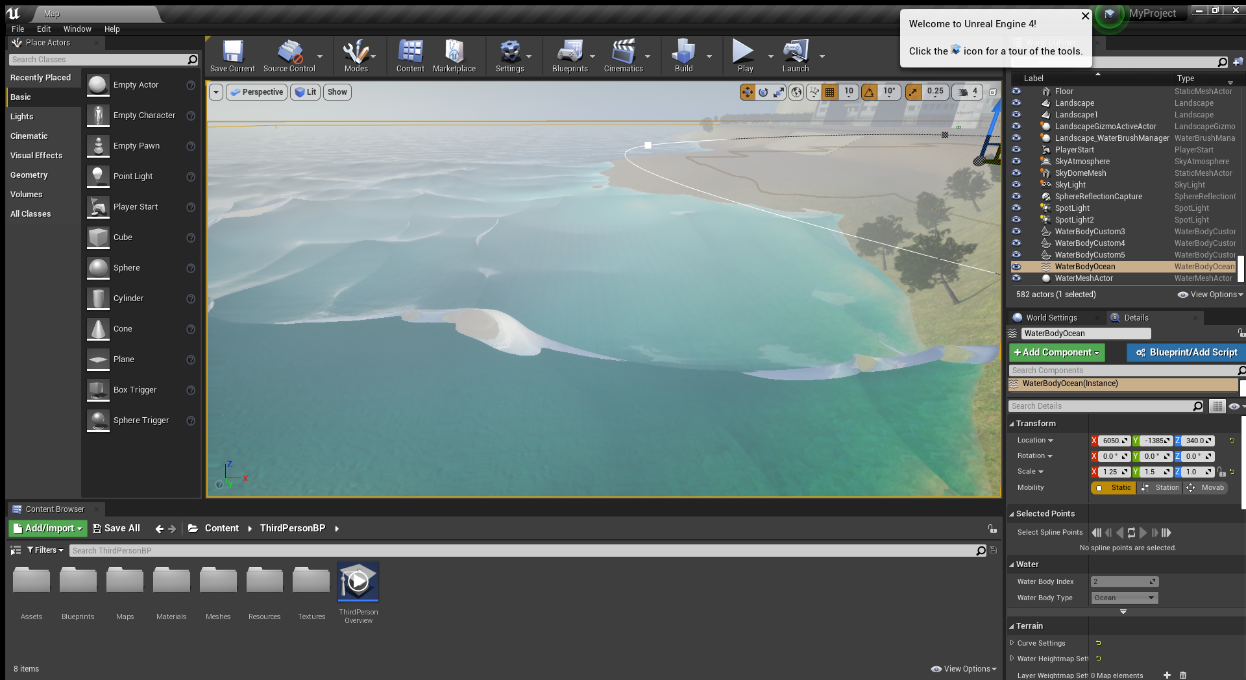 Map
MyProject
File Edit Window Help
Welcome to Unreal Engine 4!
Click the icon for a tour of the tools.
Place Actors
Search Classes
Recently Placed
Basic
Lights
Cinematic
Visual Effects
Geometry
Volumes
All Classes
Empty Actor
Empty Character
Empty Pawn
Point Light
Player Start
Cube
Sphere
Cylinder
Cone
Plane
Box Trigger
Sphere Trigger
Save Current Source Control Modes Content Marketplace Settings Blueprints Cinematics Build Play Launch
Perspective Lit Show
10 10° 0.25 4
Z
X
Y
Label Type
Floor StaticMeshActor
Landscape Landscape
Landscape1 Landscape
LandscapeGizmoActiveActor LandscapeGizmo
Landscape_WaterBrushManager WaterBrushMana
PlayerStart PlayerStart
SkyAtmosphere SkyAtmosphere
SkyDomeMesh StaticMeshActor
SkyLight SkyLight
SphereReflectionCapture SphereReflection
SpotLight SpotLight
SpotLight2 SpotLight
WaterBodyCustom3 WaterBodyCustor
WaterBodyCustom4 WaterBodyCustor
WaterBodyCustom5 WaterBodyCustor
WaterBodyOcean WaterBodyOcean
WaterMeshActor WaterMeshActor
582 actors (1 selected) View Options
World Settings Details
WaterBodyOcean
+Add Component Blueprint/Add Script
Search Components
WaterBodyOcean(Instance)
Search Details
Transform
Location X 6050. Y -1385. Z 340.0
Rotation X 0.0 ° Y 0.0 ° Z 0.0 °
Scale X 1.25 Y 1.5 Z 1.0
Mobility Static Station Movab
Selected Points
Select Spline Points
No spline points are selected.
Water
Water Body Index 2
Water Body Type Ocean
Terrain
Curve Settings
Water Heightmap Sett
Layer Weightmap Sett 0 Map elements
Content Browser
Add/Import Save All Content ThirdPersonBP
Filters Search ThirdPersonBP
Assets
Blueprints
Maps
Materials
Meshes
Resources
Textures
ThirdPerson
Overview
8 items View Options